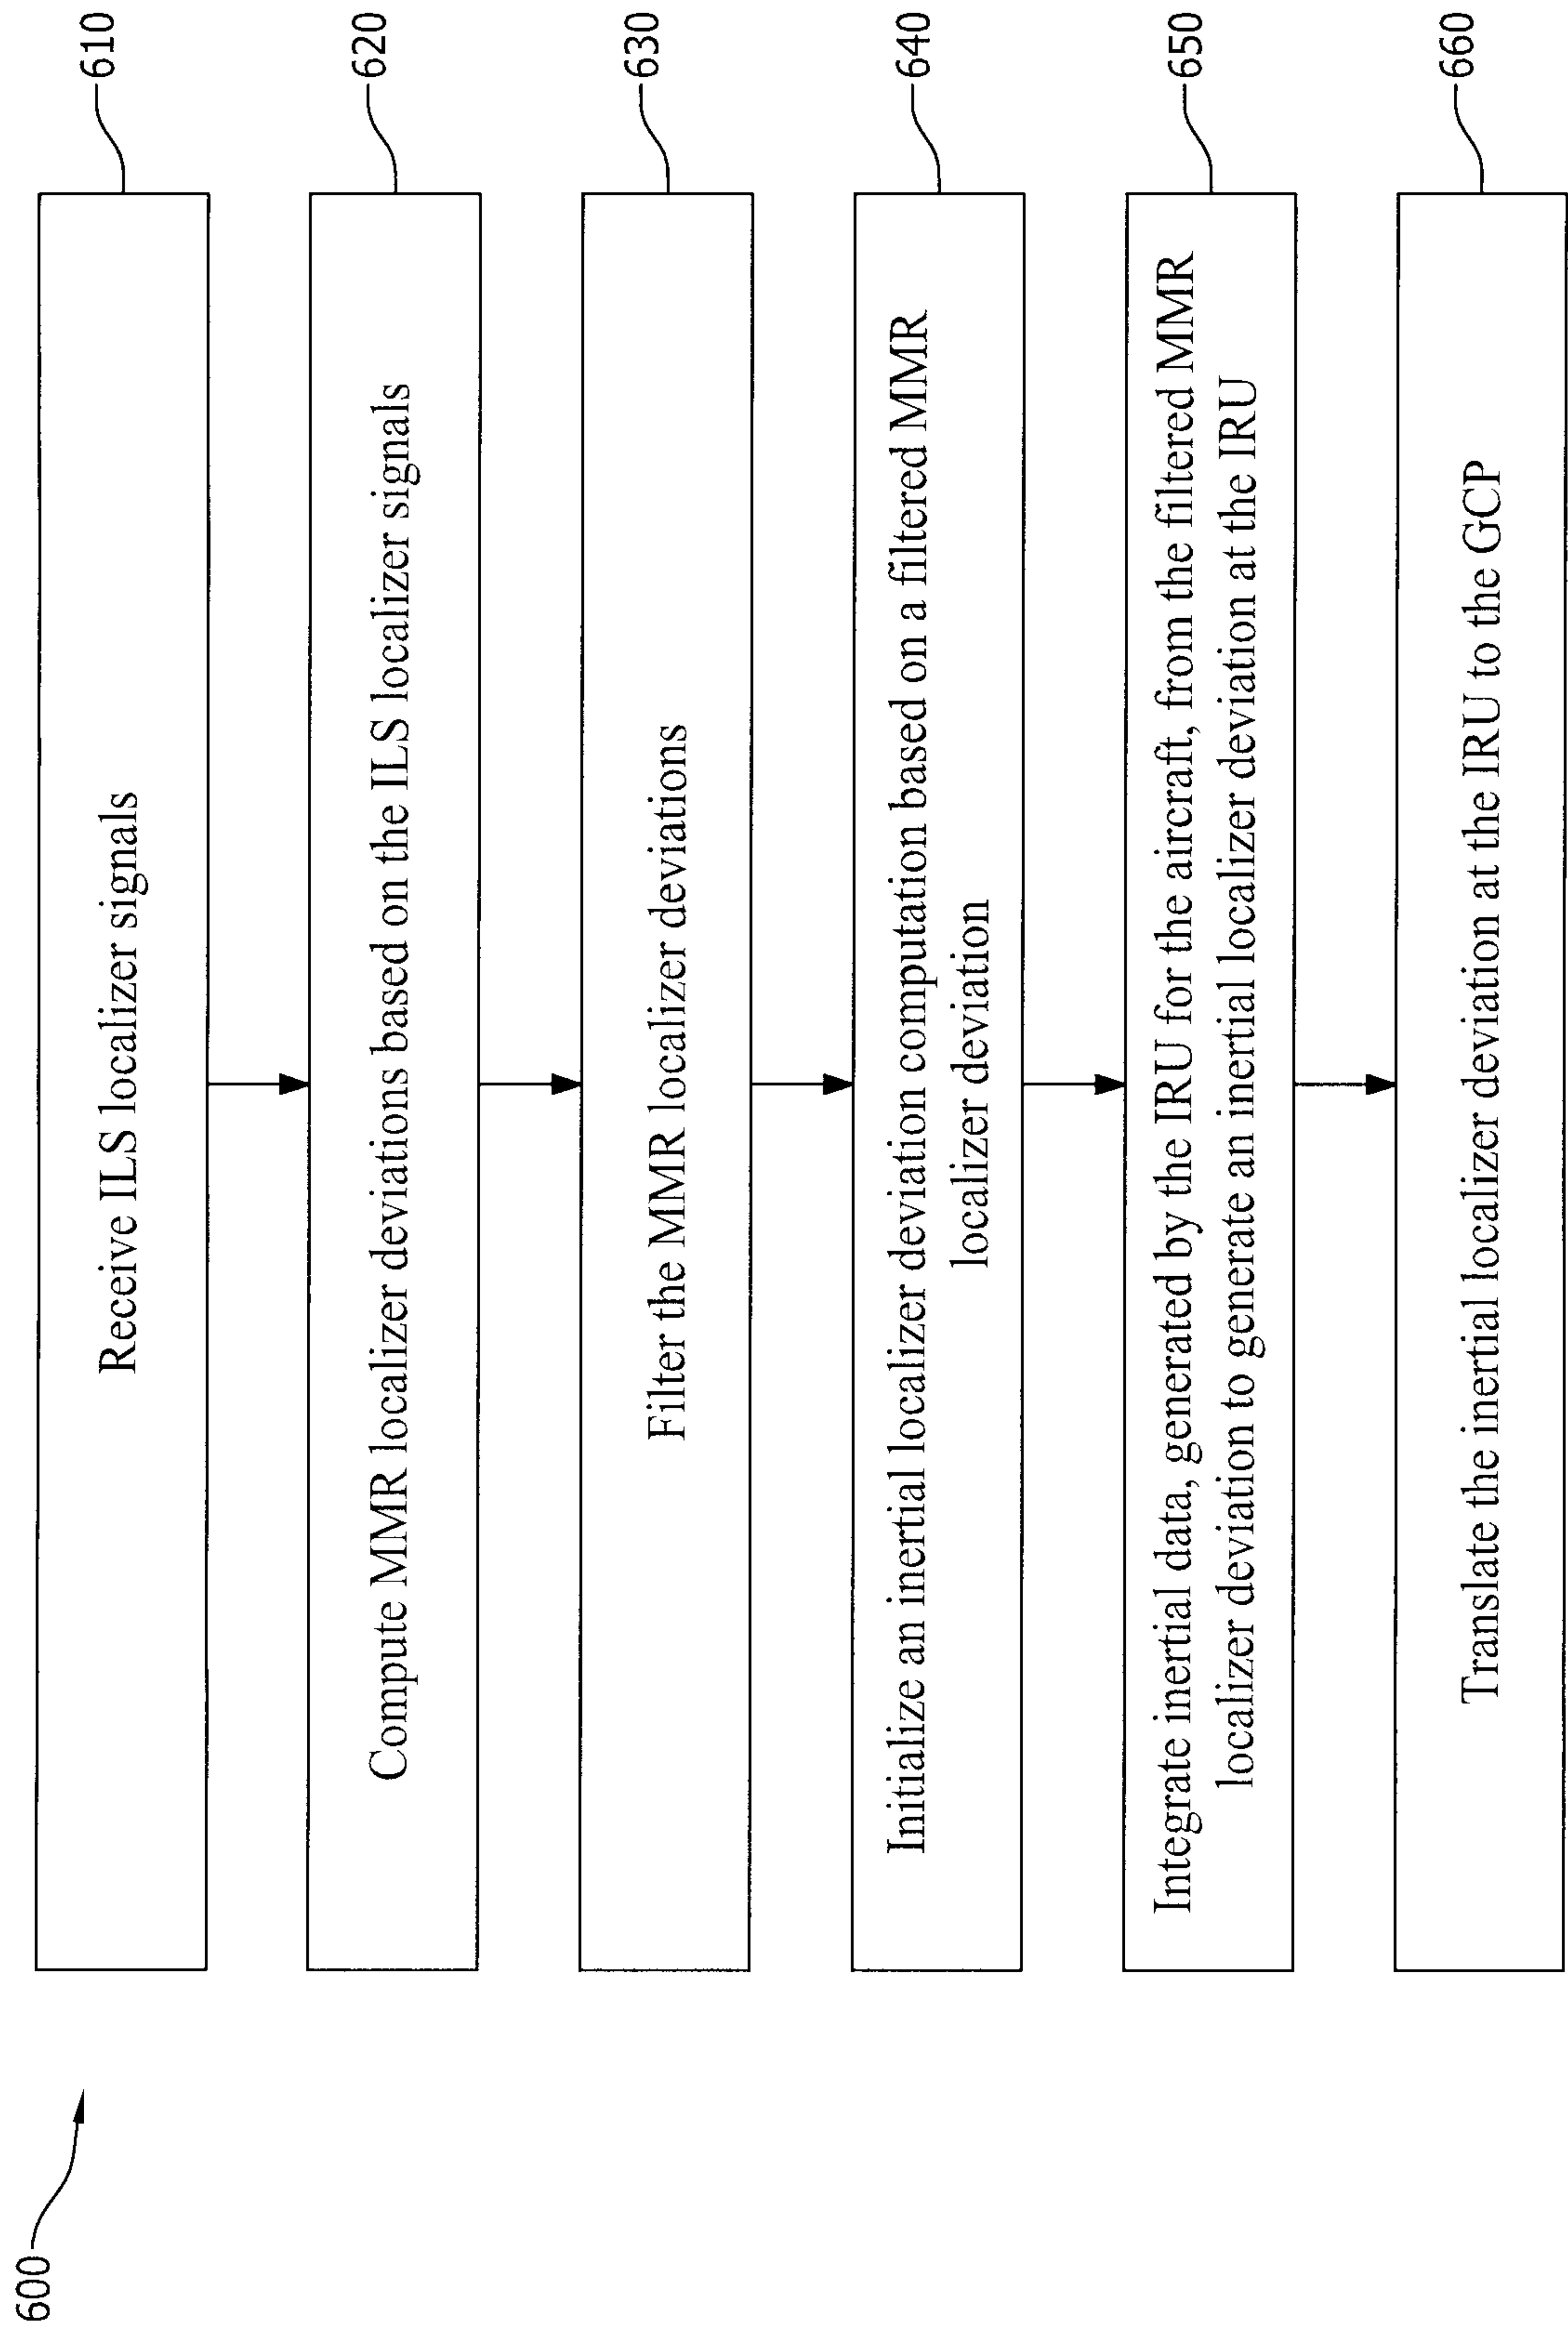 600
Receive ILS localizer signals
610
Compute MMR localizer deviations based on the ILS localizer signals
620
Filter the MMR localizer deviations
630
Initialize an inertial localizer deviation computation based on a filtered MMR
localizer deviation
640
Integrate inertial data, generated by the IRU for the aircraft, from the filtered MMR
localizer deviation to generate an inertial localizer deviation at the IRU
650
Translate the inertial localizer deviation at the IRU to the GCP
660